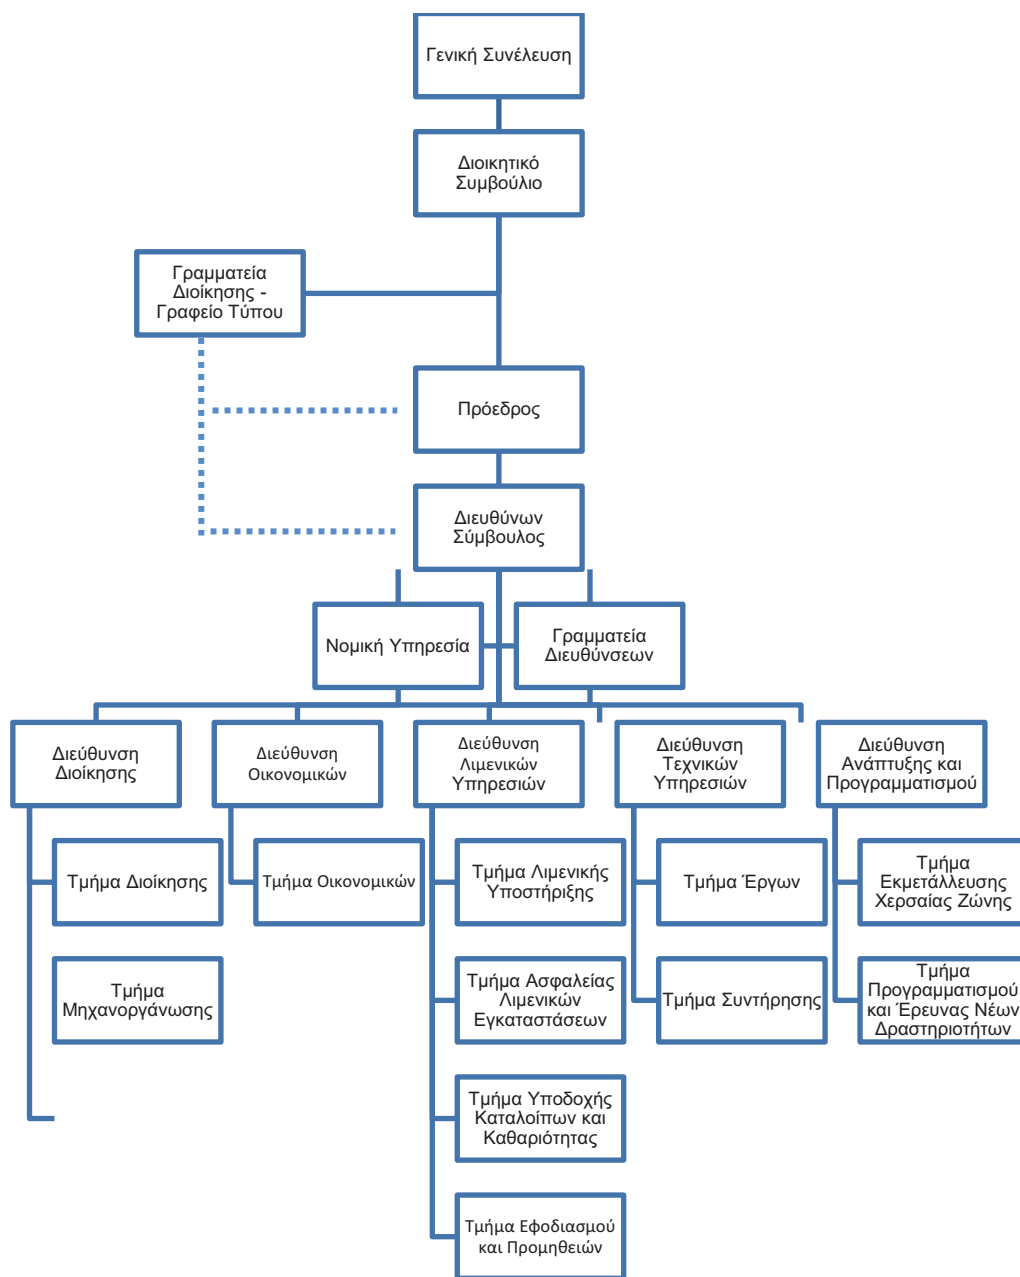 Γενική Συνέλευση
Διοικητικό
Συμβούλιο
Γραμματεία
Διοίκησης -
Γραφείο Τύπου
Πρόεδρος
Διευθύνων
Σύμβουλος
Νομική Υπηρεσία
Γραμματεία
Διευθύνσεων
Διεύθυνση
Διοίκησης
Διεύθυνση
Οικονομικών
Διεύθυνση
Λιμενικών
Υπηρεσιών
Διεύθυνση
Τεχνικών
Υπηρεσιών
Διεύθυνση
Ανάπτυξης και
Προγραμματισμού
Τμήμα Διοίκησης
Τμήμα Οικονομικών
Τμήμα Λιμενικής
Υποστήριξης
Τμήμα Έργων
Τμήμα
Εκμετάλλευσης
Χερσαίας Ζώνης
Τμήμα
Μηχανοργάνωσης
Τμήμα Ασφαλείας
Λιμενικών
Εγκαταστάσεων
Τμήμα Συντήρησης
Τμήμα
Προγραμματισμού
και Έρευνας Νέων
Δραστηριοτήτων
Τμήμα Υποδοχής
Καταλοίπων και
Καθαριότητας
Τμήμα Εφοδιασμού
και Προμηθειών